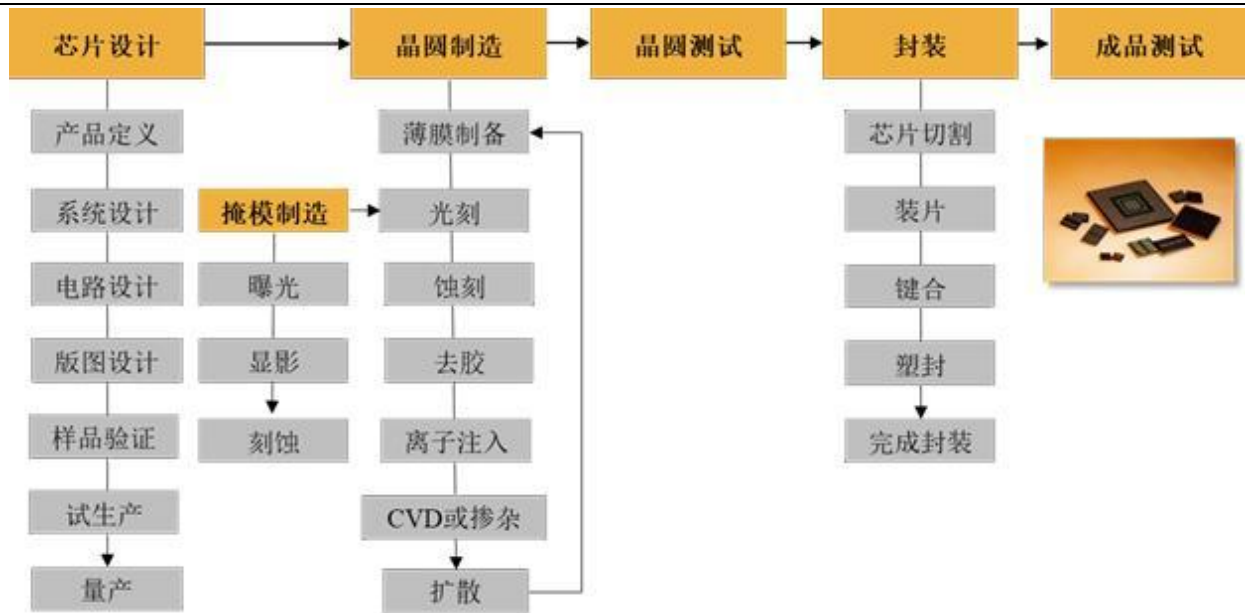 芯片设计
晶圆制造
晶圆测试
封装
成品测试
产品定义
系统设计
电路设计
版图设计
样品验证
试生产
量产
掩模制造
曝光
显影
刻蚀
薄膜制备
光刻
蚀刻
去胶
离子注入
CVD或掺杂
扩散
芯片切割
装片
键合
塑封
完成封装